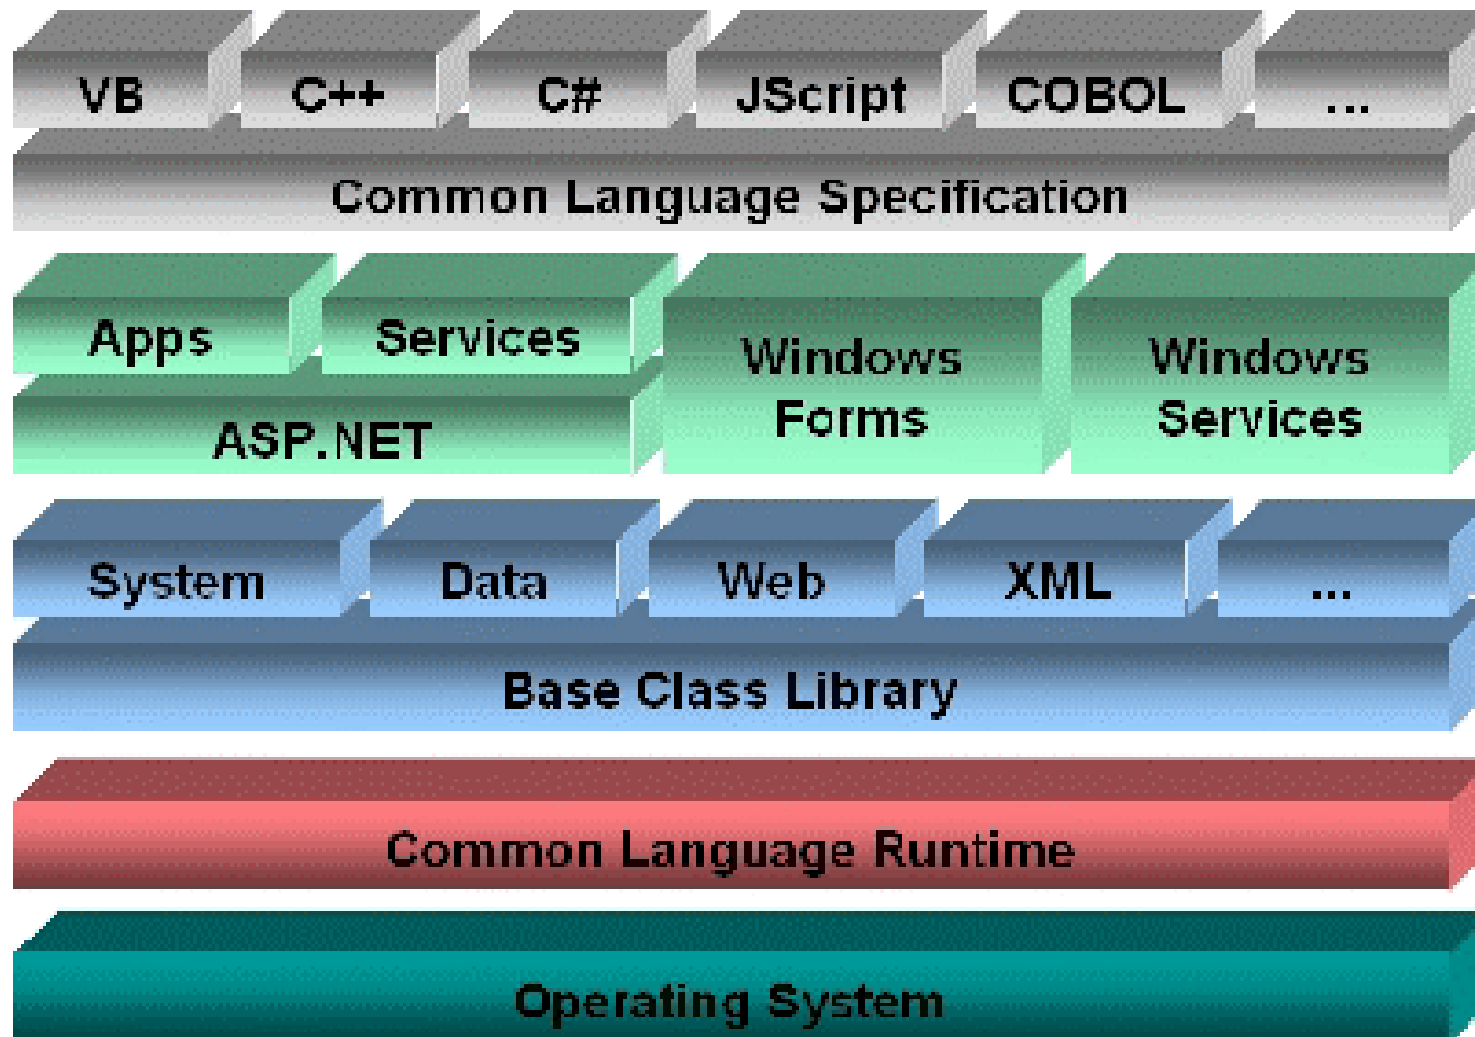 VB C++ C# JScript COBOL ...
Common Language Specification
Apps Services
ASP.NET
Windows
Forms
Windows
Services
System Data Web XML ...
Base Class Library
Common Language Runtime
Operating System